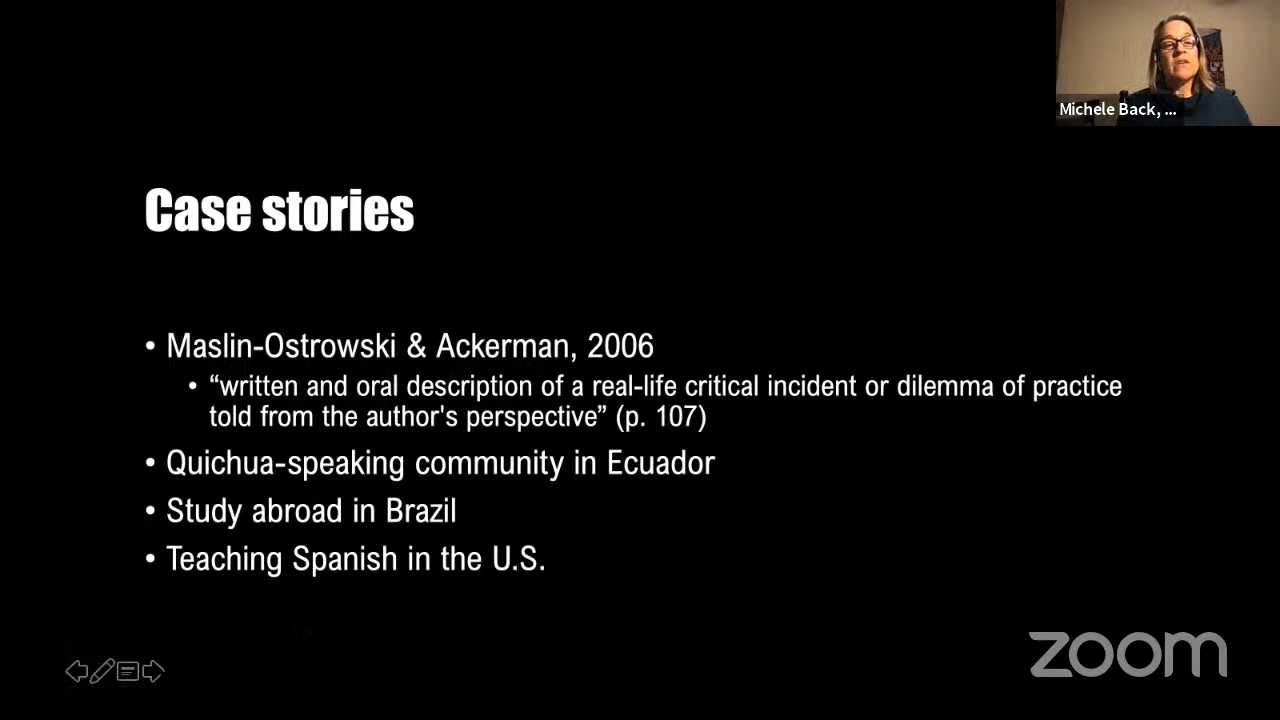 Michele Back, ...
Case stories
• Maslin-Ostrowski & Ackerman, 2006
• “written and oral description of a real-life critical incident or dilemma of practice
told from the author's perspective” (p. 107)
• Quichua-speaking community in Ecuador
• Study abroad in Brazil
• Teaching Spanish in the U.S.
zoom